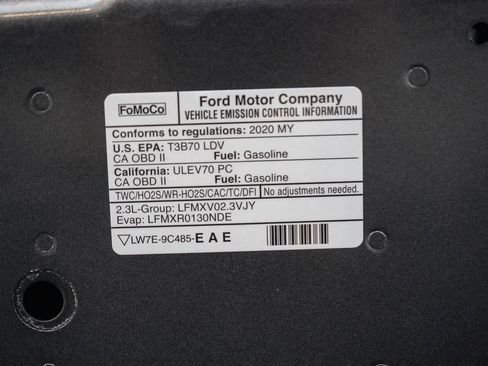 FoMoCo
Ford Motor Company
VEHICLE EMISSION CONTROL INFORMATION
Conforms to regulations: 2020 MY
U.S. EPA: T3B70 LDV
CA OBD II Fuel: Gasoline
California: ULEV70 PC
CA OBD II Fuel: Gasoline
TWC/HO2S/WR-HO2S/CAC/TC/DFI No adjustments needed.
2.3L-Group: LFMXV02.3VJY
Evap: LFMXR0130NDE
LW7E-9C485-EAE